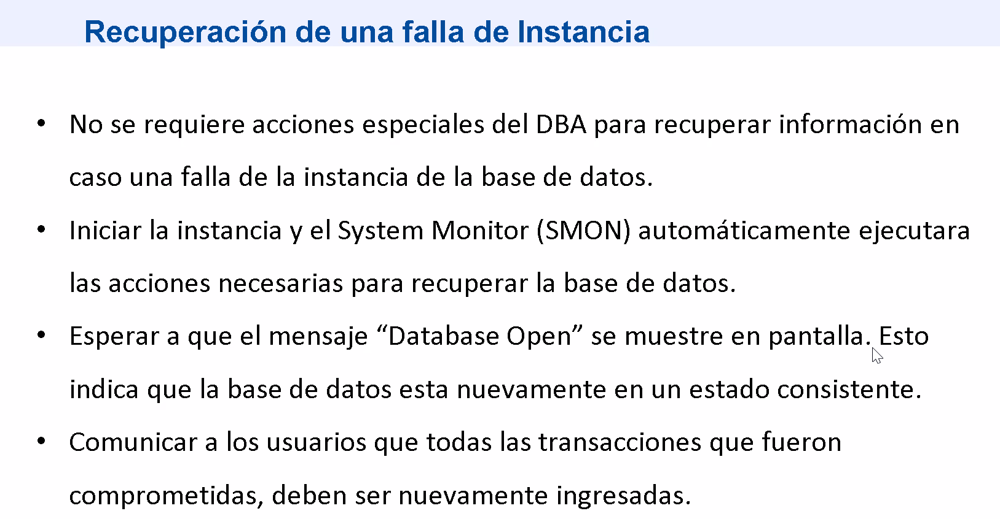 Recuperación de una falla de Instancia
• No se requiere acciones especiales del DBA para recuperar información en
caso una falla de la instancia de la base de datos.
• Iniciar la instancia y el System Monitor (SMON) automáticamente ejecutara
las acciones necesarias para recuperar la base de datos.
• Esperar a que el mensaje “Database Open” se muestre en pantalla. Esto
indica que la base de datos esta nuevamente en un estado consistente.
• Comunicar a los usuarios que todas las transacciones que fueron
comprometidas, deben ser nuevamente ingresadas.